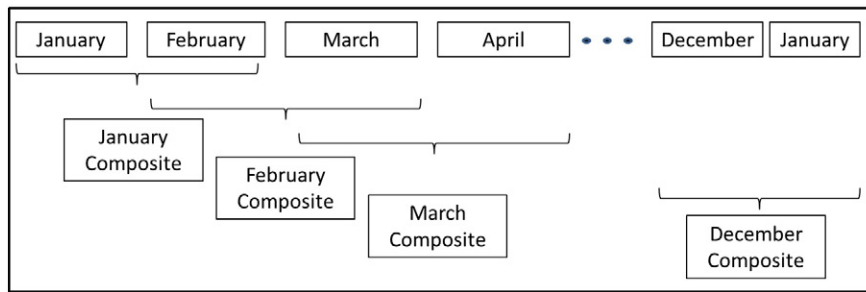 January February March April December January
January
Composite
February
Composite
March
Composite
December
Composite